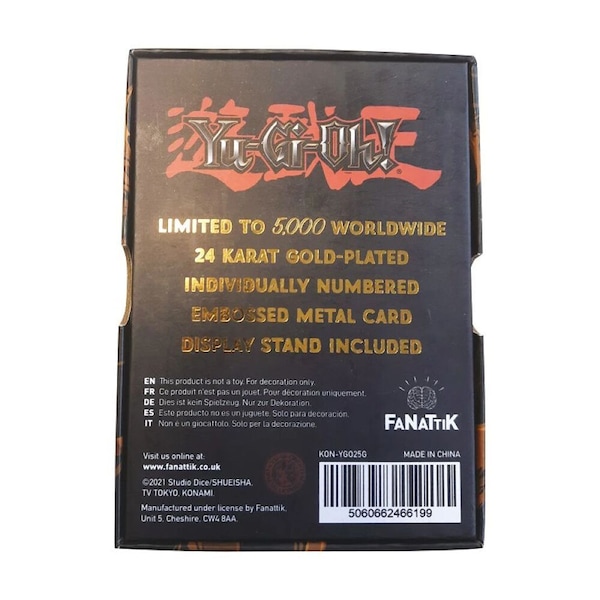 遊戯王
Yu-Gi-Oh!
®
LIMITED TO 5,000 WORLDWIDE
24 KARAT GOLD-PLATED
INDIVIDUALLY NUMBERED
EMBOSSED METAL CARD
DISPLAY STAND INCLUDED
EN This product is not a toy. For decoration only.
FR Ce produit n'est pas un jouet. Pour décoration uniquement.
DE Dies ist kein Spielzeug. Nur zur Dekoration.
ES Este producto no es un juguete. Solo para decoración.
IT Non è un giocattolo. Solo per la decorazione.
FANATTIK
Visit us online at:
www.fanattik.co.uk
©2021 Studio Dice/SHUEISHA,
TV TOKYO, KONAMI.
Manufactured under license by Fanattik,
Unit 5, Cheshire, CW4 8AA.
KON-YGO25G MADE IN CHINA
5060662466199